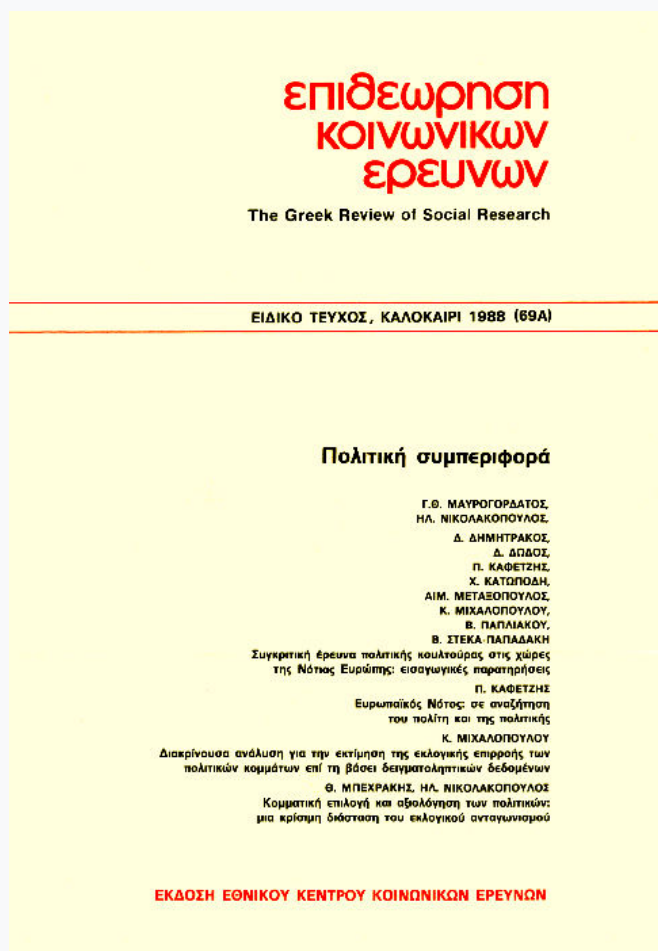 επιθεωρηση
κοινωνικων
ερευνων
The Greek Review of Social Research
ΕΙΔΙΚΟ ΤΕΥΧΟΣ, ΚΑΛΟΚΑΙΡΙ 1988 (69Α)
Πολιτική συμπεριφορά
Γ.Θ. ΜΑΥΡΟΓΟΡΔΑΤΟΣ,
ΗΛ. ΝΙΚΟΛΑΚΟΠΟΥΛΟΣ,
Δ. ΔΗΜΗΤΡΑΚΟΣ,
Δ. ΔΩΔΟΣ,
Π. ΚΑΦΕΤΖΗΣ,
Χ. ΚΑΤΩΠΟΔΗ,
ΑΙΜ. ΜΕΤΑΞΟΠΟΥΛΟΣ,
Κ. ΜΙΧΑΛΟΠΟΥΛΟΥ,
Β. ΠΑΠΛΙΑΚΟΥ,
Β. ΣΤΕΚΑ-ΠΑΠΑΔΑΚΗ
Συγκριτική έρευνα πολιτικής κουλτούρας στις χώρες
της Νότιας Ευρώπης: εισαγωγικές παρατηρήσεις
Π. ΚΑΦΕΤΖΗΣ
Ευρωπαϊκός Νότος: σε αναζήτηση
του πολίτη και της πολιτικής
Κ. ΜΙΧΑΛΟΠΟΥΛΟΥ
Διακρίνουσα ανάλυση για την εκτίμηση της εκλογικής επιρροής των
πολιτικών κομμάτων επί τη βάσει δειγματοληπτικών δεδομένων
Θ. ΜΠΕΧΡΑΚΗΣ, ΗΛ. ΝΙΚΟΛΑΚΟΠΟΥΛΟΣ
Κομματική επιλογή και αξιολόγηση των πολιτικών:
μια κρίσιμη διάσταση του εκλογικού ανταγωνισμού
ΕΚΔΟΣΗ ΕΘΝΙΚΟΥ ΚΕΝΤΡΟΥ ΚΟΙΝΩΝΙΚΩΝ ΕΡΕΥΝΩΝ